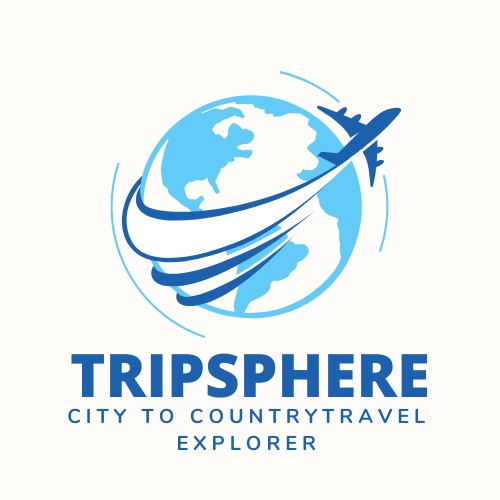 TRIPSPHERE
CITY TO COUNTRYTRAVEL
EXPLORER